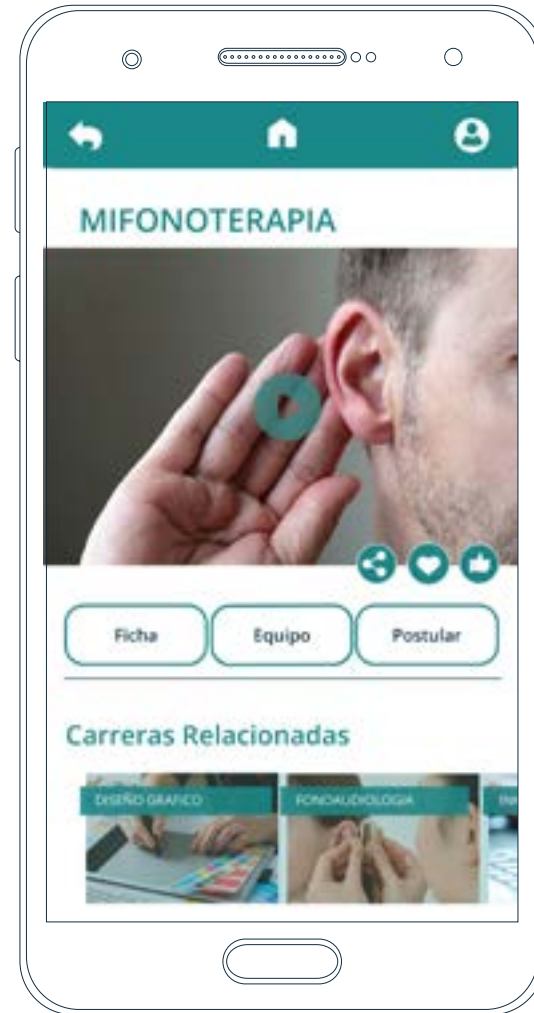 MIFONOTERAPIA
Ficha
Equipo
Postular
Carreras Relacionadas
DISEÑO GRAFICO
FONOAUDIOLOGIA